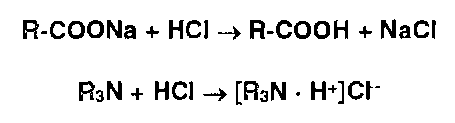 R-COONa + HCl → R-COOH + NaCl
R₃N + HCl → [R₃N · H⁺]Cl⁻